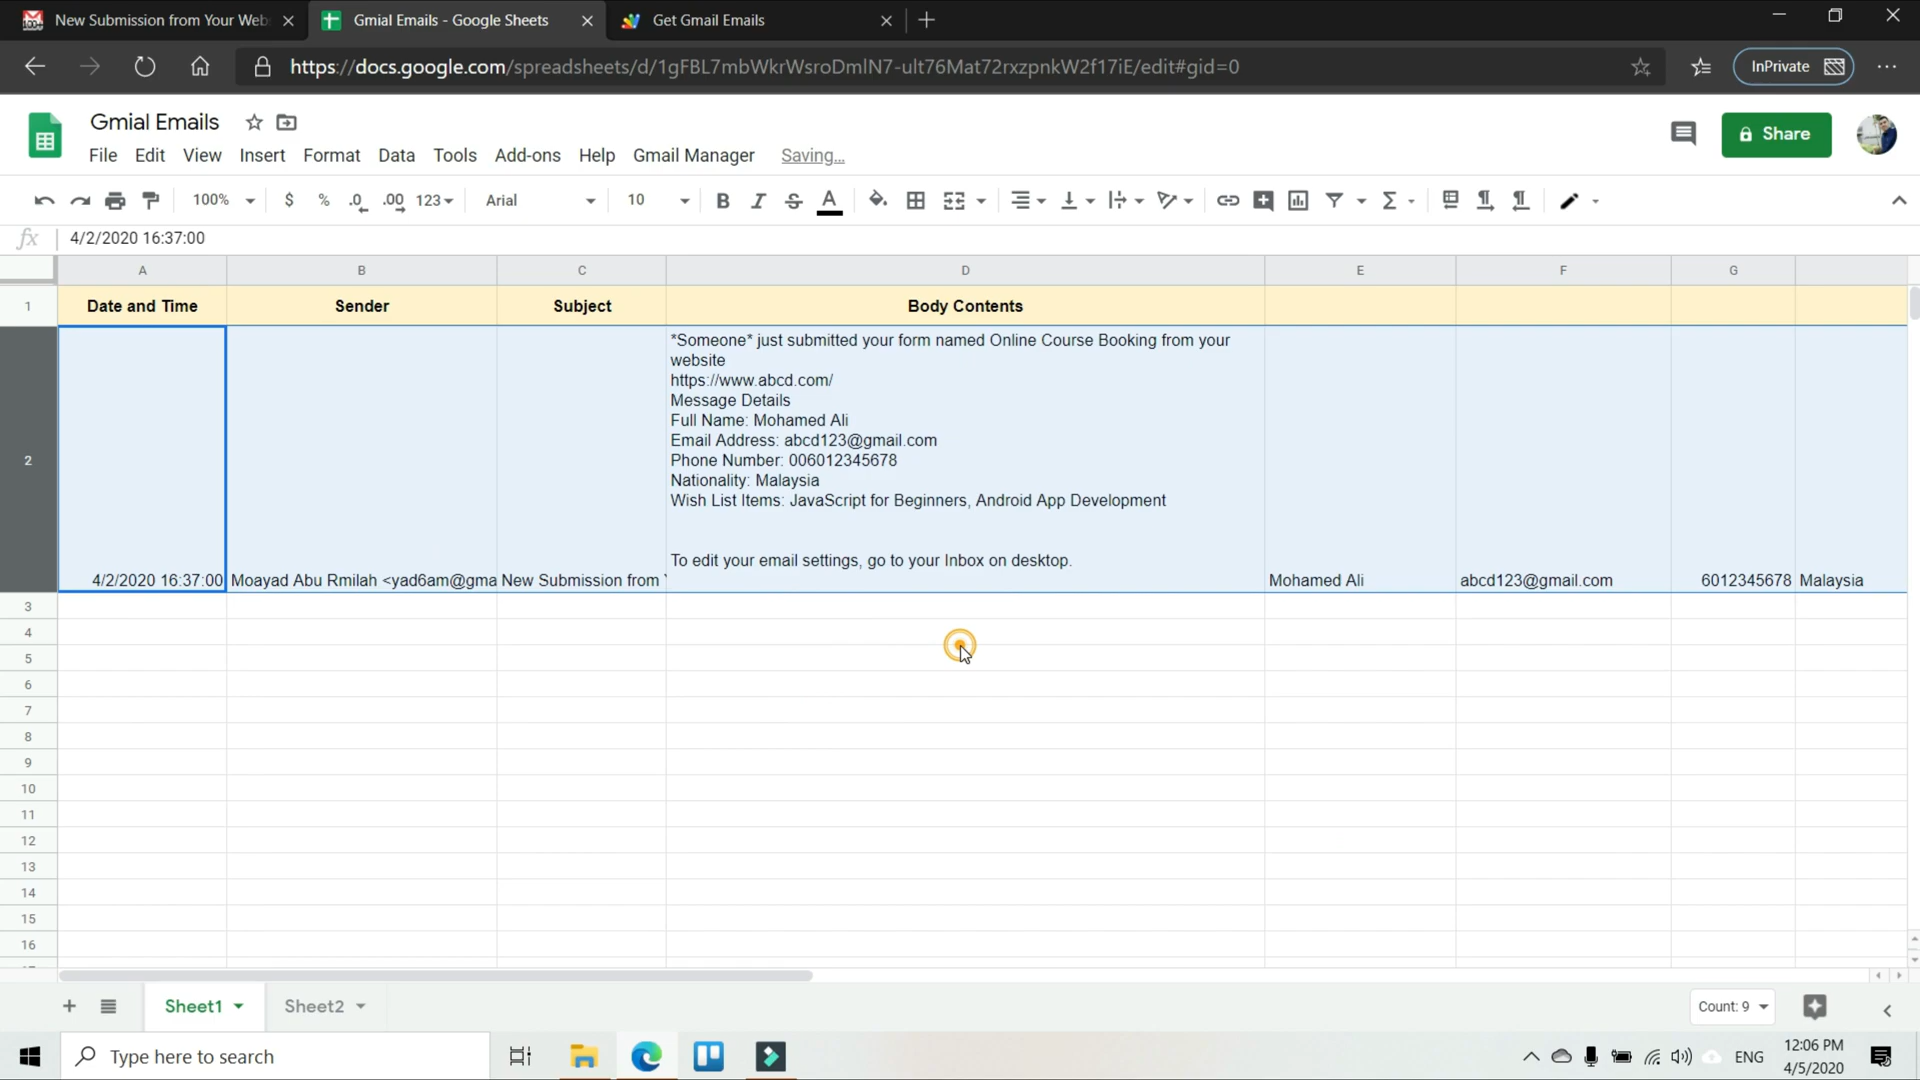 New Submission from Your Web
Gmial Emails - Google Sheets
Get Gmail Emails
https://docs.google.com/spreadsheets/d/1gFBL7mbWkrWsroDmlN7-ult76Mat72rxzpnkW2f17iE/edit#gid=0
InPrivate
Gmial Emails
Share
File Edit View Insert Format Data Tools Add-ons Help Gmail Manager Saving...
100% $ % .0 .00 123 Arial 10 B I S A
fx 4/2/2020 16:37:00
A B C D E F G
1 Date and Time Sender Subject Body Contents
*Someone* just submitted your form named Online Course Booking from your
website
https://www.abcd.com/
Message Details
Full Name: Mohamed Ali
Email Address: abcd123@gmail.com
2 Phone Number: 006012345678
Nationality: Malaysia
Wish List Items: JavaScript for Beginners, Android App Development
To edit your email settings, go to your Inbox on desktop.
4/2/2020 16:37:00 Moayad Abu Rmilah <yad6am@gma New Submission from Mohamed Ali abcd123@gmail.com 6012345678 Malaysia
3
4
5
6
7
8
9
10
11
12
13
14
15
16
Sheet1 Sheet2 Count: 9
Type here to search
ENG
12:06 PM
4/5/2020